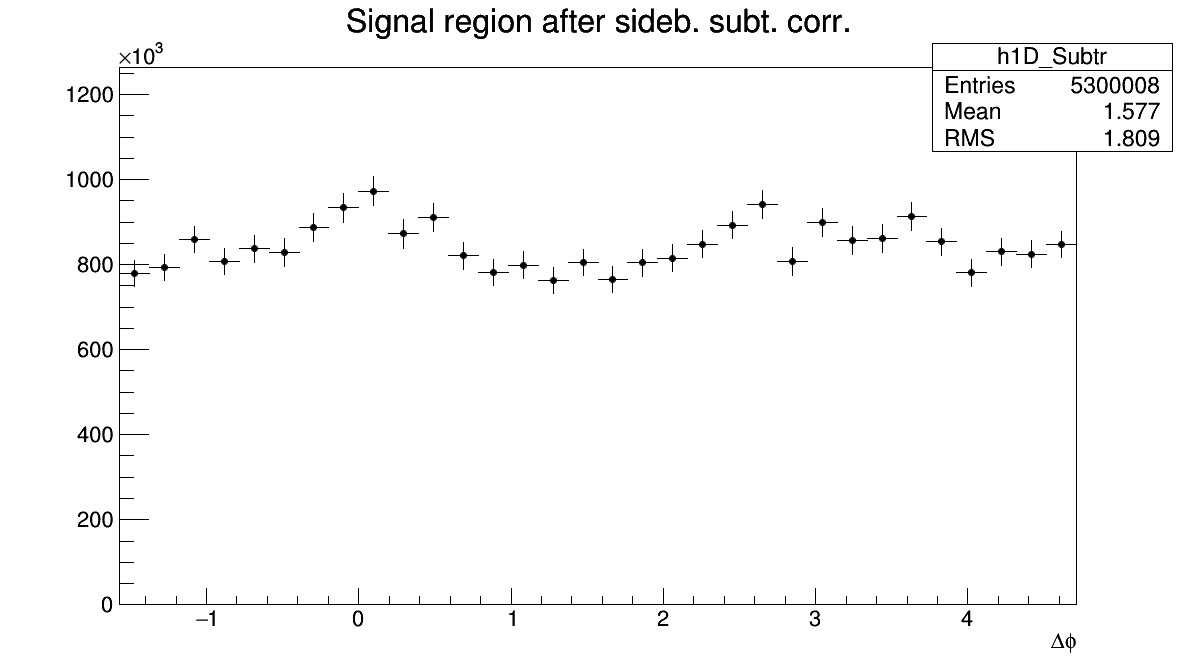 Signal region after sideb. subt. corr.
×10³
h1D_Subtr
Entries 5300008
Mean 1.577
RMS 1.809
1200
1000
800
600
400
200
0
−1 0 1 2 3 4
Δϕ